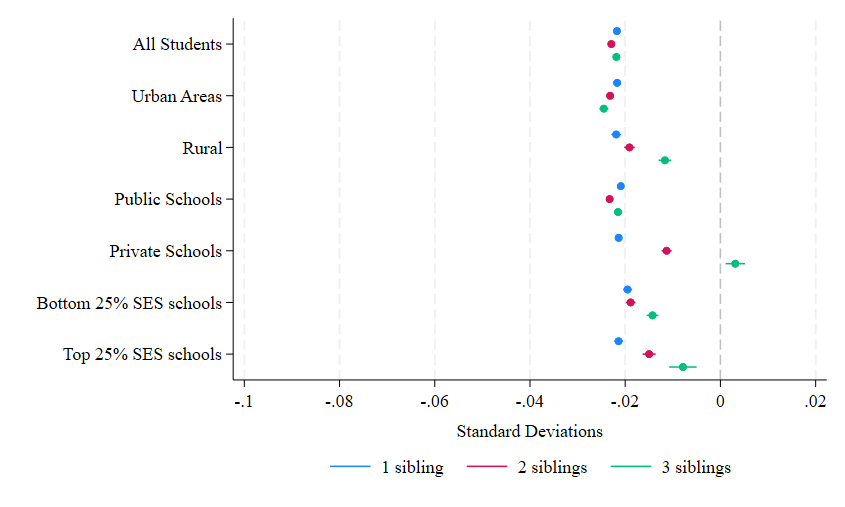 All Students
Urban Areas
Rural
Public Schools
Private Schools
Bottom 25% SES schools
Top 25% SES schools
-.1 -.08 -.06 -.04 -.02 0 .02
Standard Deviations
1 sibling 2 siblings 3 siblings